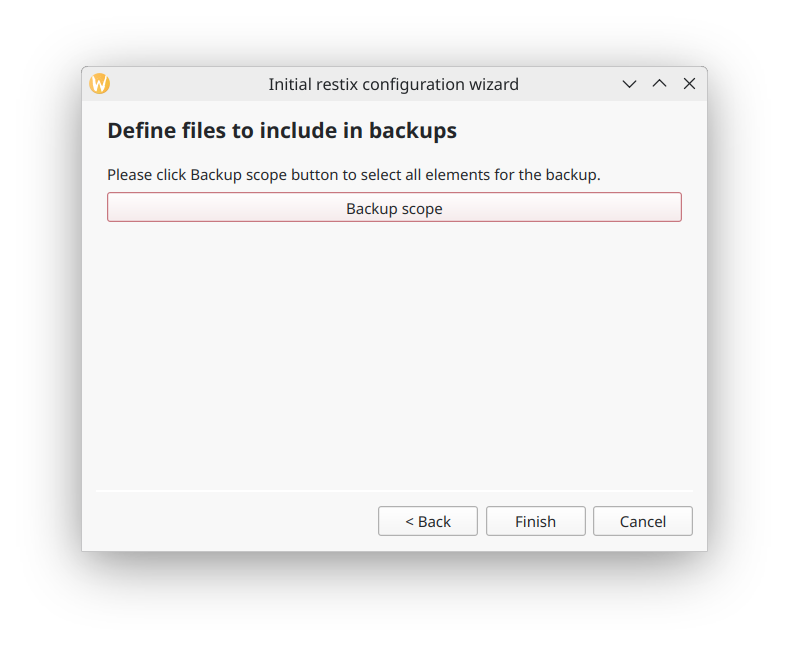 Initial restix configuration wizard
Define files to include in backups
Please click Backup scope button to select all elements for the backup.
Backup scope
< Back
Finish
Cancel